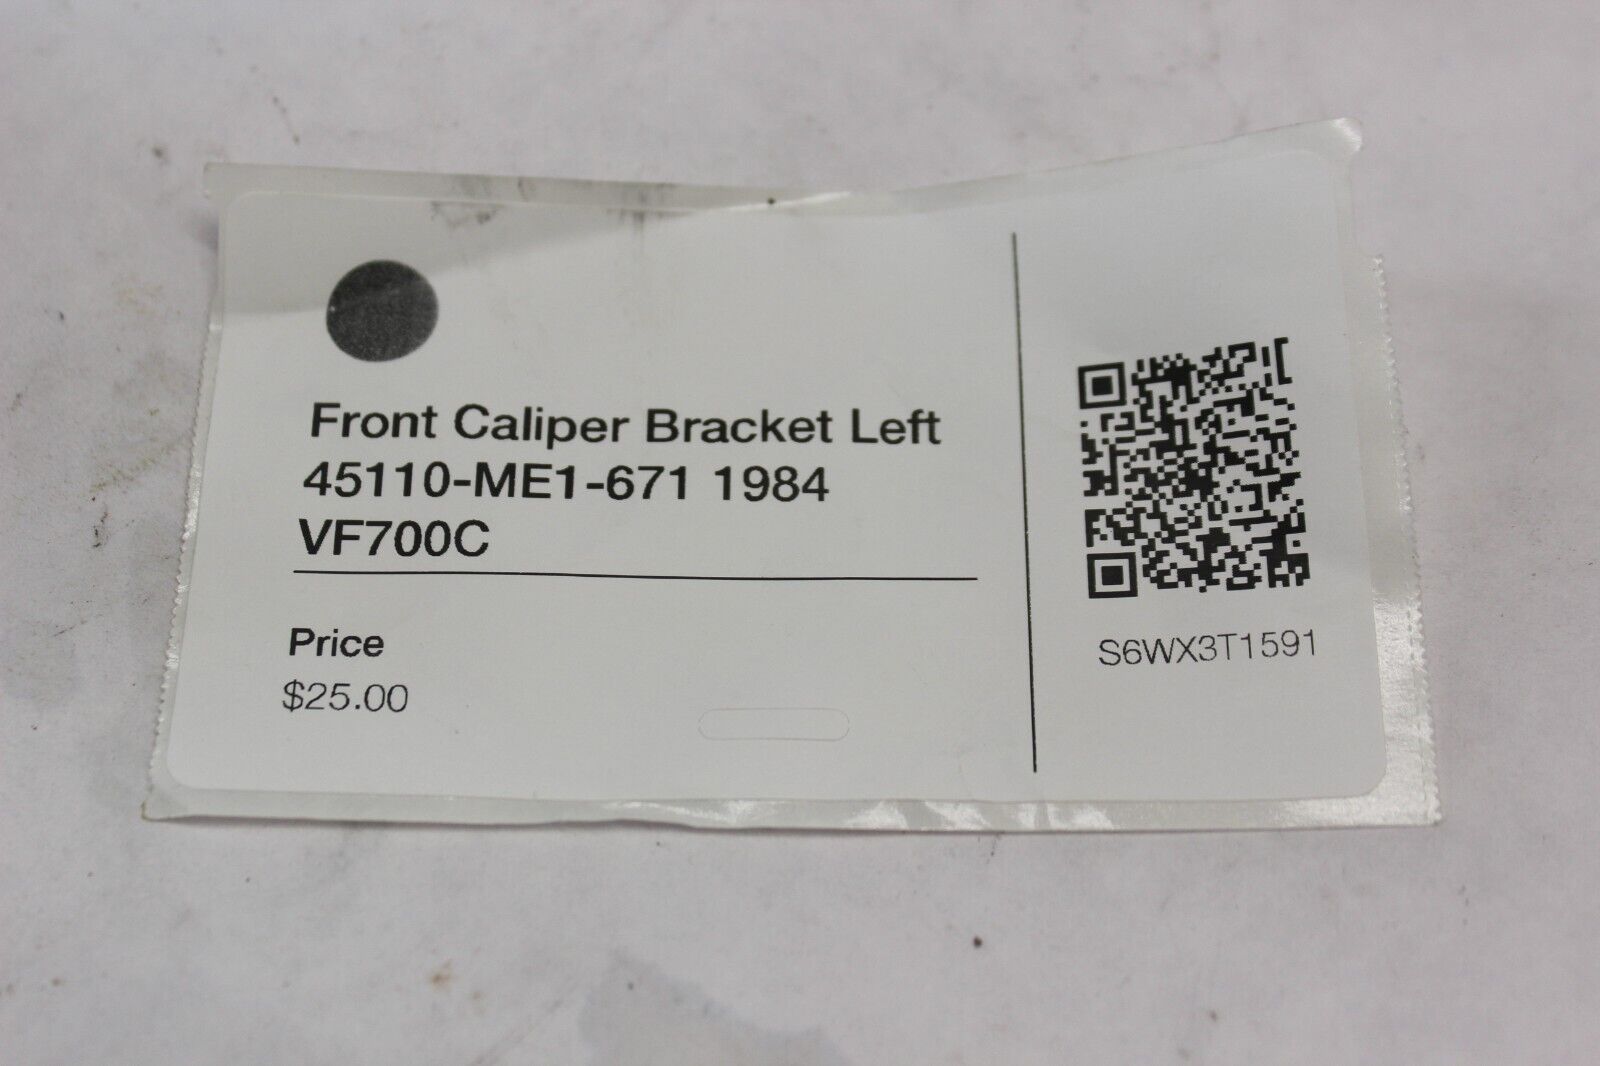 Front Caliper Bracket Left
45110-ME1-671 1984
VF700C
Price
$25.00
S6WX3T1591